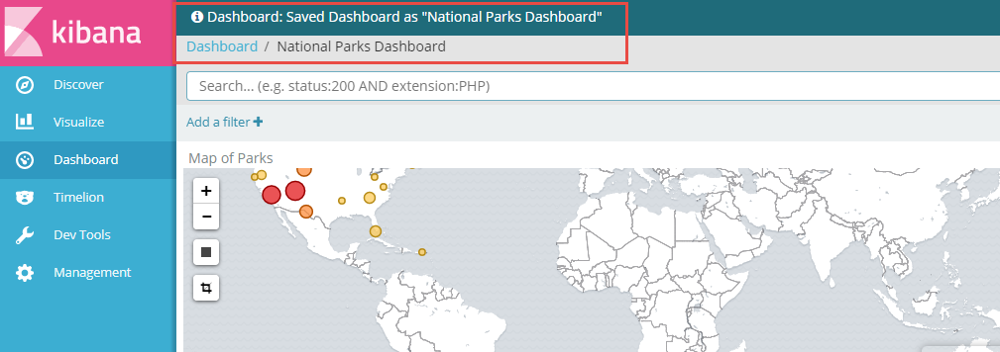 kibana
Discover
Visualize
Dashboard
Timelion
Dev Tools
Management
Dashboard: Saved Dashboard as "National Parks Dashboard"
Dashboard / National Parks Dashboard
Search... (e.g. status:200 AND extension:PHP)
Add a filter +
Map of Parks
+
−